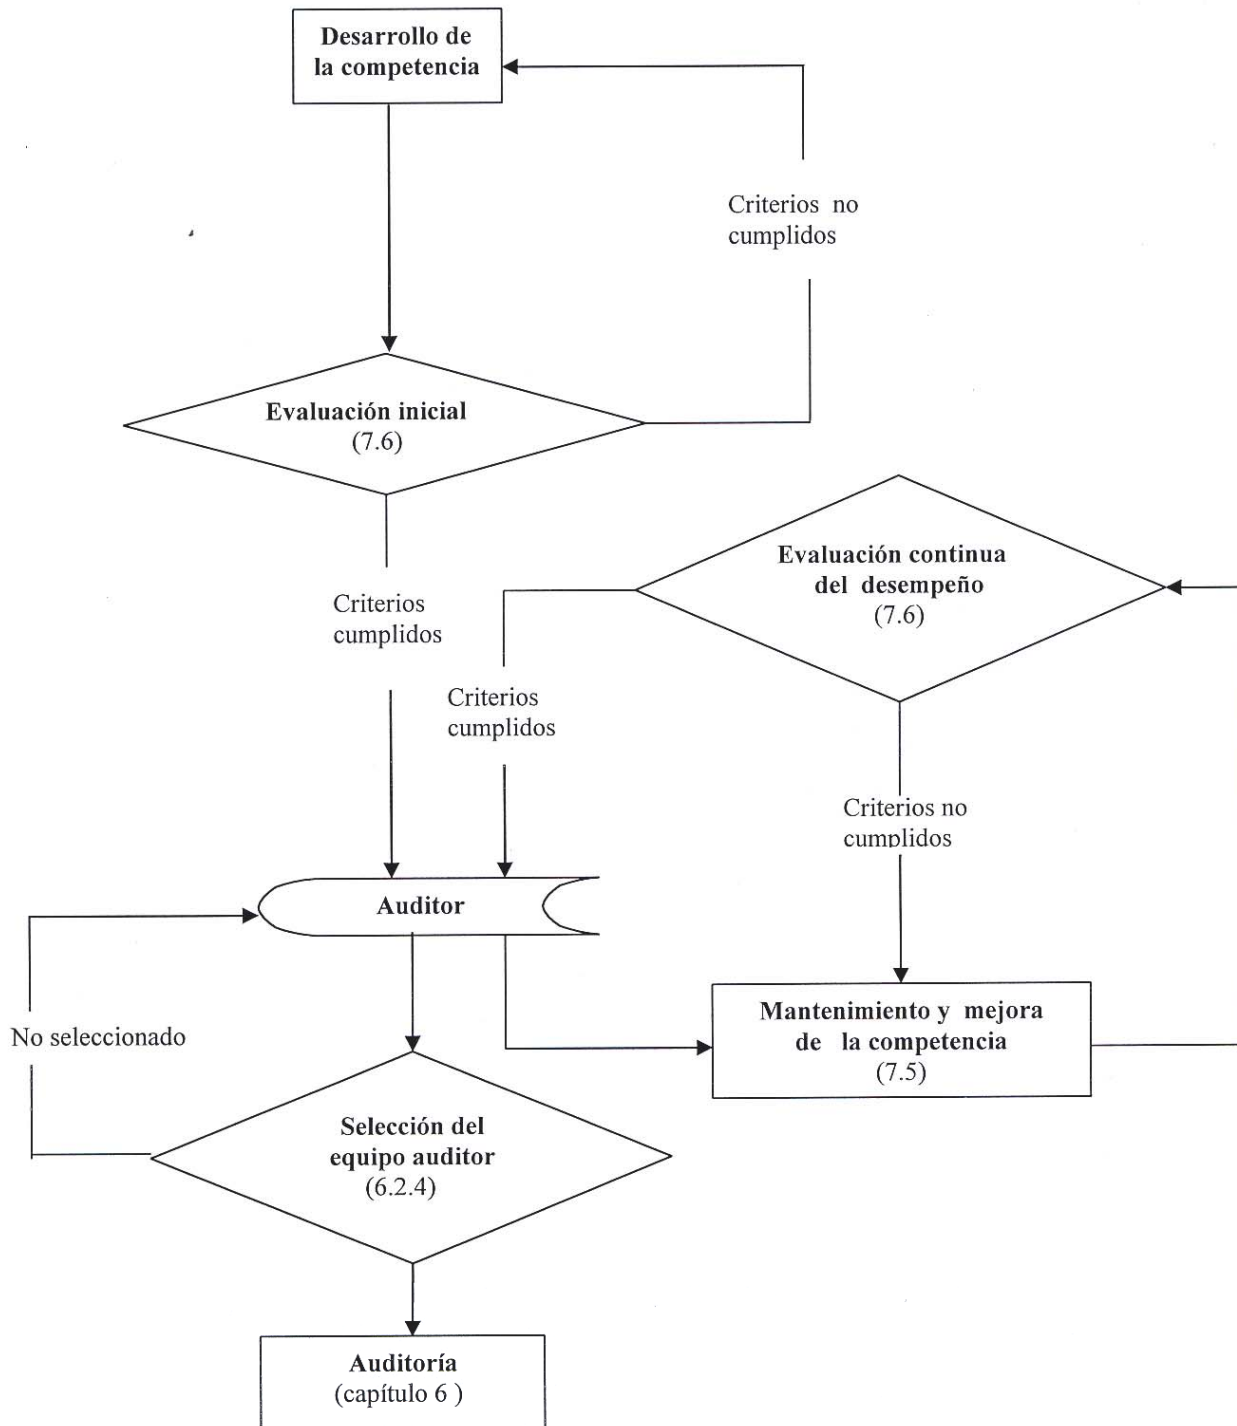 Desarrollo de
la competencia
Criterios no
cumplidos
Evaluación inicial
(7.6)
Evaluación continua
del desempeño
(7.6)
Criterios
cumplidos
Criterios
cumplidos
Criterios no
cumplidos
Auditor
No seleccionado
Mantenimiento y mejora
de la competencia
(7.5)
Selección del
equipo auditor
(6.2.4)
Auditoría
(capítulo 6 )